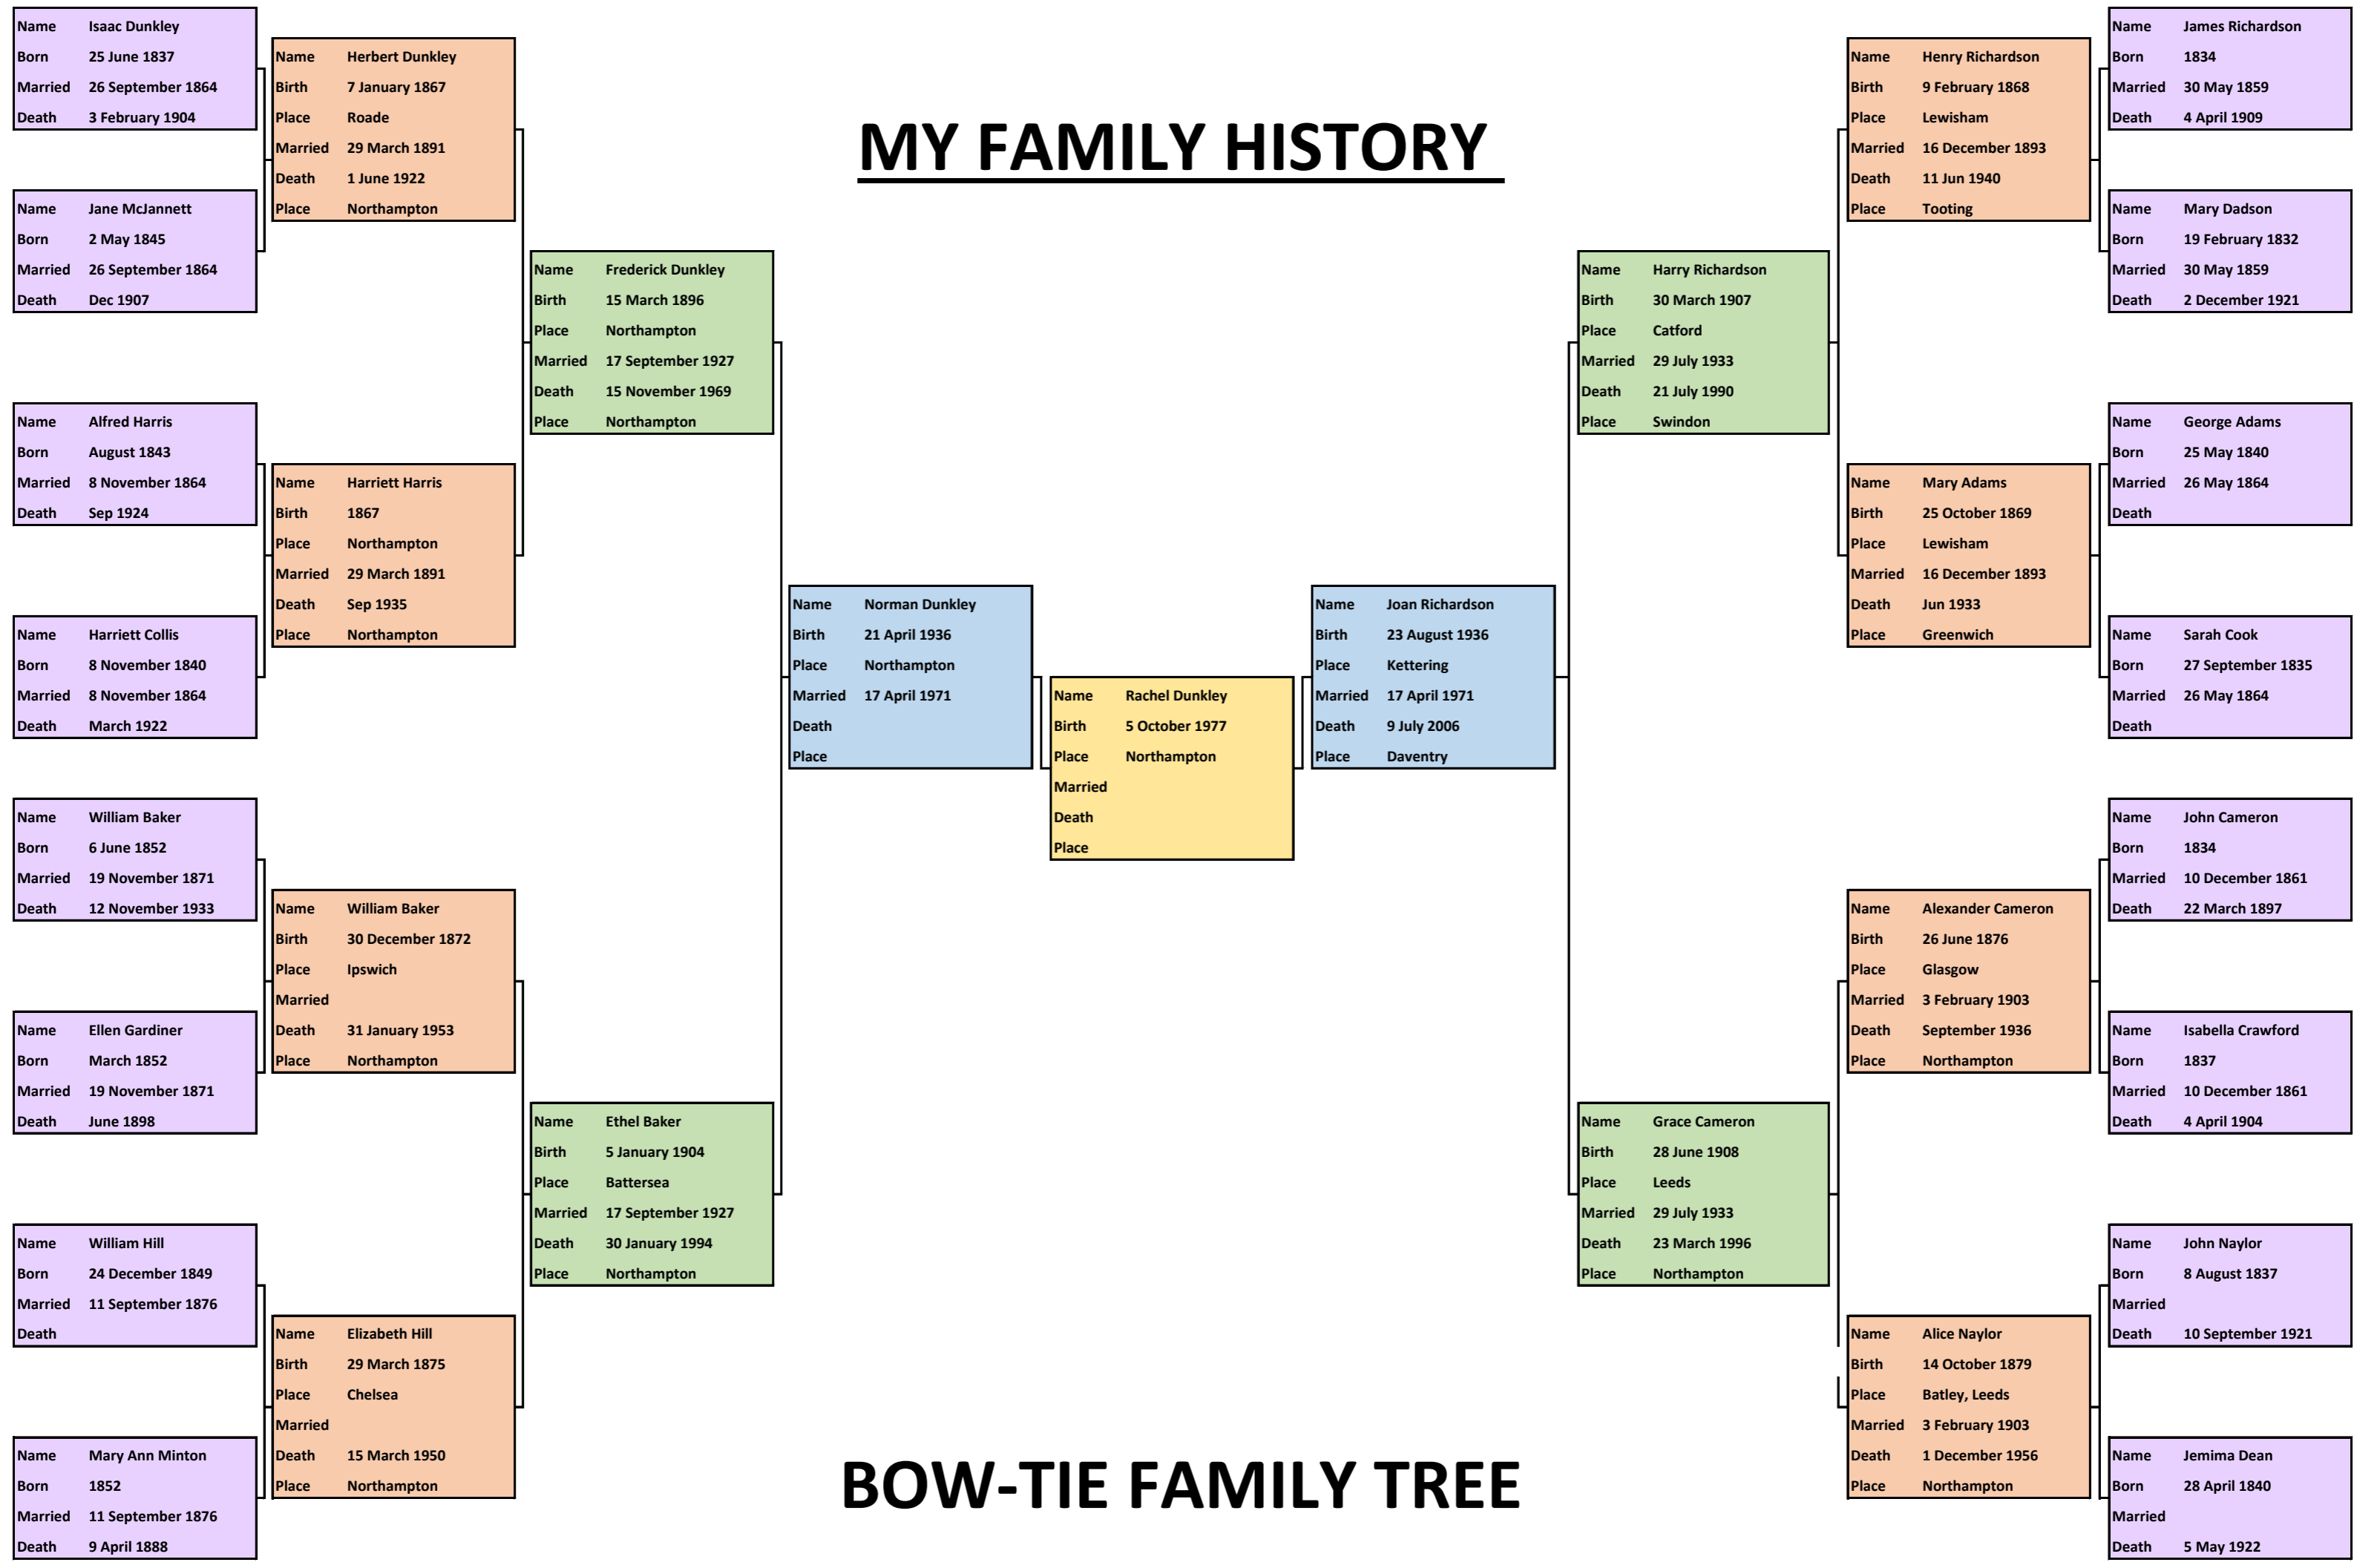 MY FAMILY HISTORY
Name Isaac Dunkley
Born 25 June 1837
Married 26 September 1864
Death 3 February 1904
Name Jane McJannett
Born 2 May 1845
Married 26 September 1864
Death Dec 1907
Name Alfred Harris
Born August 1843
Married 8 November 1864
Death Sep 1924
Name Harriett Collis
Born 8 November 1840
Married 8 November 1864
Death March 1922
Name William Baker
Born 6 June 1852
Married 19 November 1871
Death 12 November 1933
Name Ellen Gardiner
Born March 1852
Married 19 November 1871
Death June 1898
Name William Hill
Born 24 December 1849
Married 11 September 1876
Death
Name Mary Ann Minton
Born 1852
Married 11 September 1876
Death 9 April 1888
Name Herbert Dunkley
Birth 7 January 1867
Place Roade
Married 29 March 1891
Death 1 June 1922
Place Northampton
Name Harriett Harris
Birth 1867
Place Northampton
Married 29 March 1891
Death Sep 1935
Place Northampton
Name William Baker
Birth 30 December 1872
Place Ipswich
Married
Death 31 January 1953
Place Northampton
Name Elizabeth Hill
Birth 29 March 1875
Place Chelsea
Married
Death 15 March 1950
Place Northampton
Name Frederick Dunkley
Birth 15 March 1896
Place Northampton
Married 17 September 1927
Death 15 November 1969
Place Northampton
Name Ethel Baker
Birth 5 January 1904
Place Battersea
Married 17 September 1927
Death 30 January 1994
Place Northampton
Name Norman Dunkley
Birth 21 April 1936
Place Northampton
Married 17 April 1971
Death
Place
Name Rachel Dunkley
Birth 5 October 1977
Place Northampton
Married
Death
Place
Name Joan Richardson
Birth 23 August 1936
Place Kettering
Married 17 April 1971
Death 9 July 2006
Place Daventry
Name Harry Richardson
Birth 30 March 1907
Place Catford
Married 29 July 1933
Death 21 July 1990
Place Swindon
Name Grace Cameron
Birth 28 June 1908
Place Leeds
Married 29 July 1933
Death 23 March 1996
Place Northampton
Name Henry Richardson
Birth 9 February 1868
Place Lewisham
Married 16 December 1893
Death 11 Jun 1940
Place Tooting
Name Mary Adams
Birth 25 October 1869
Place Lewisham
Married 16 December 1893
Death Jun 1933
Place Greenwich
Name Alexander Cameron
Birth 26 June 1876
Place Glasgow
Married 3 February 1903
Death September 1936
Place Northampton
Name Alice Naylor
Birth 14 October 1879
Place Batley, Leeds
Married 3 February 1903
Death 1 December 1956
Place Northampton
Name James Richardson
Born 1834
Married 30 May 1859
Death 4 April 1909
Name Mary Dadson
Born 19 February 1832
Married 30 May 1859
Death 2 December 1921
Name George Adams
Born 25 May 1840
Married 26 May 1864
Death
Name Sarah Cook
Born 27 September 1835
Married 26 May 1864
Death
Name John Cameron
Born 1834
Married 10 December 1861
Death 22 March 1897
Name Isabella Crawford
Born 1837
Married 10 December 1861
Death 4 April 1904
Name John Naylor
Born 8 August 1837
Married
Death 10 September 1921
Name Jemima Dean
Born 28 April 1840
Married
Death 5 May 1922
BOW-TIE FAMILY TREE